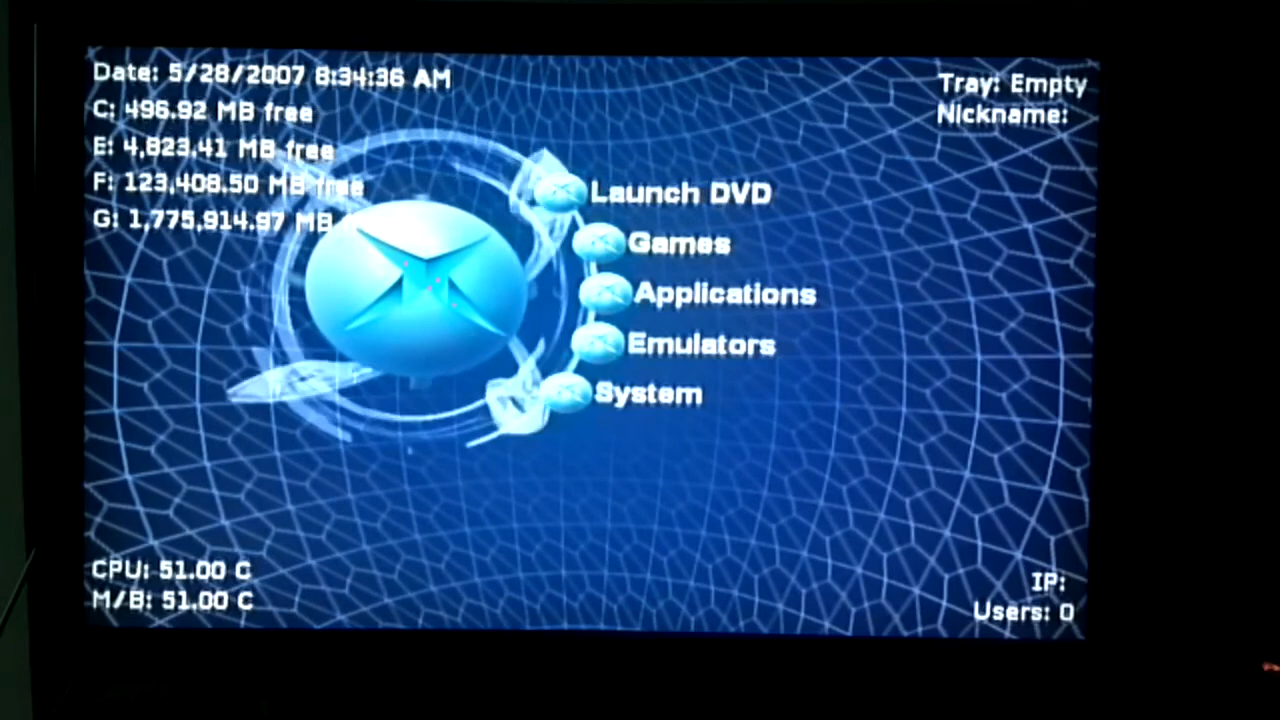 Date: 5/28/2007 8:34:36 AM
C: 496.92 MB free
E: 4,823.41 MB free
F: 123,408.50 MB free
G: 1,775,914.97 MB
Tray: Empty
Nickname:
Launch DVD
Games
Applications
Emulators
System
CPU: 51.00 C
M/B: 51.00 C
IP:
Users: 0